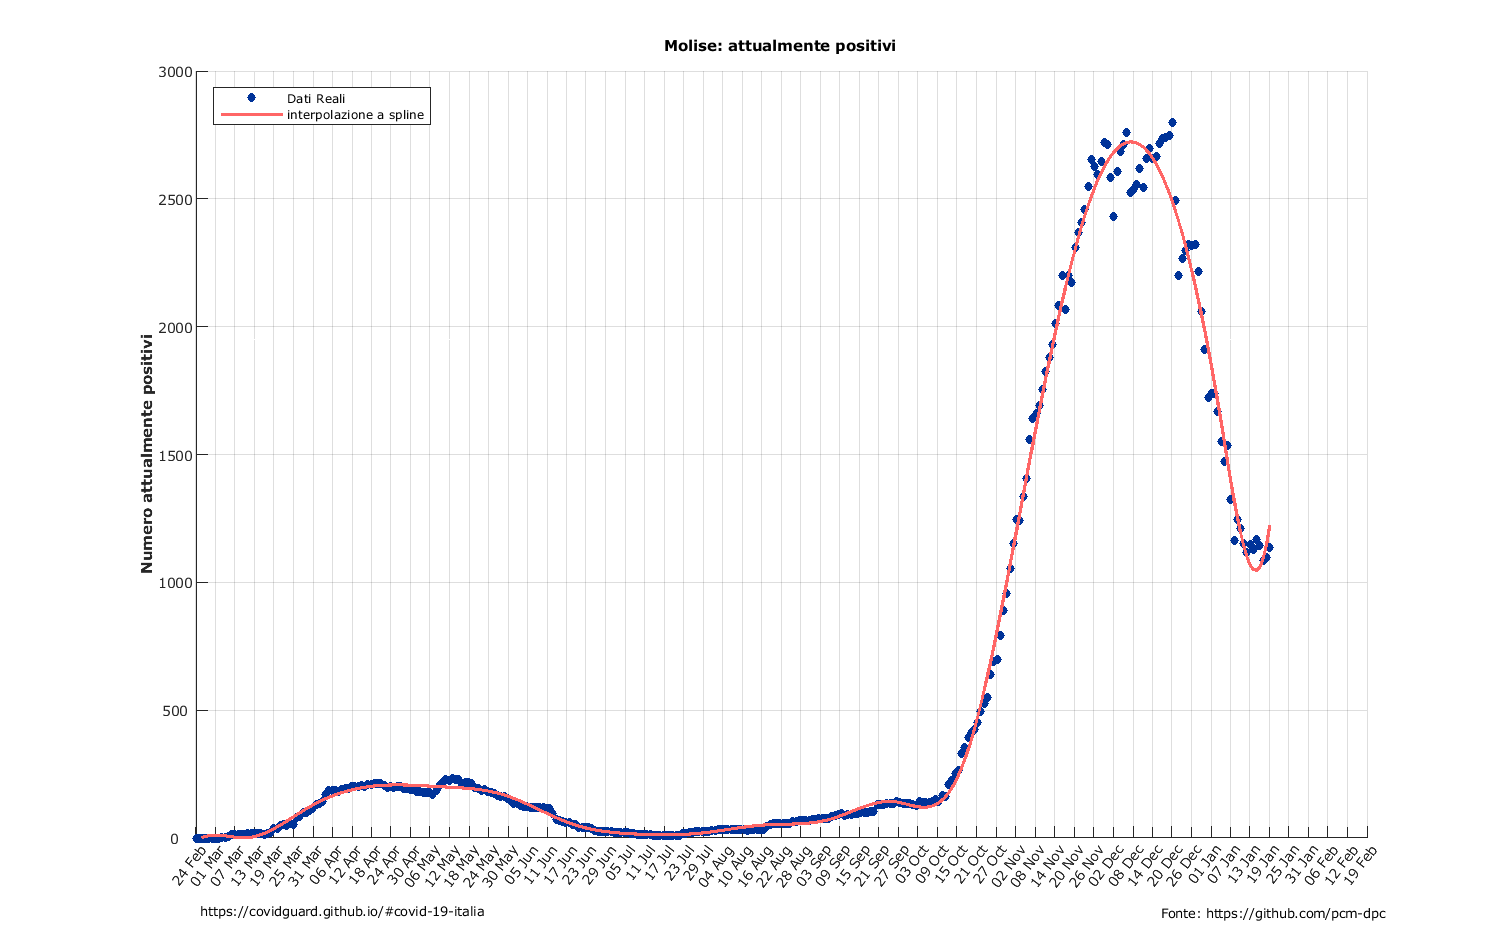 Molise: attualmente positivi
Dati Reali
interpolazione a spline
Numero attualmente positivi
3000
2500
2000
1500
1000
500
0
24 Feb
01 Mar
07 Mar
13 Mar
19 Mar
25 Mar
31 Mar
06 Apr
12 Apr
18 Apr
24 Apr
30 Apr
06 May
12 May
18 May
24 May
30 May
05 Jun
11 Jun
17 Jun
23 Jun
29 Jun
05 Jul
11 Jul
17 Jul
23 Jul
29 Jul
04 Aug
10 Aug
16 Aug
22 Aug
28 Aug
03 Sep
09 Sep
15 Sep
21 Sep
27 Sep
03 Oct
09 Oct
15 Oct
21 Oct
27 Oct
02 Nov
08 Nov
14 Nov
20 Nov
26 Nov
02 Dec
08 Dec
14 Dec
20 Dec
26 Dec
01 Jan
07 Jan
13 Jan
19 Jan
25 Jan
31 Jan
06 Feb
12 Feb
19 Feb
https://covidguard.github.io/#covid-19-italia
Fonte: https://github.com/pcm-dpc